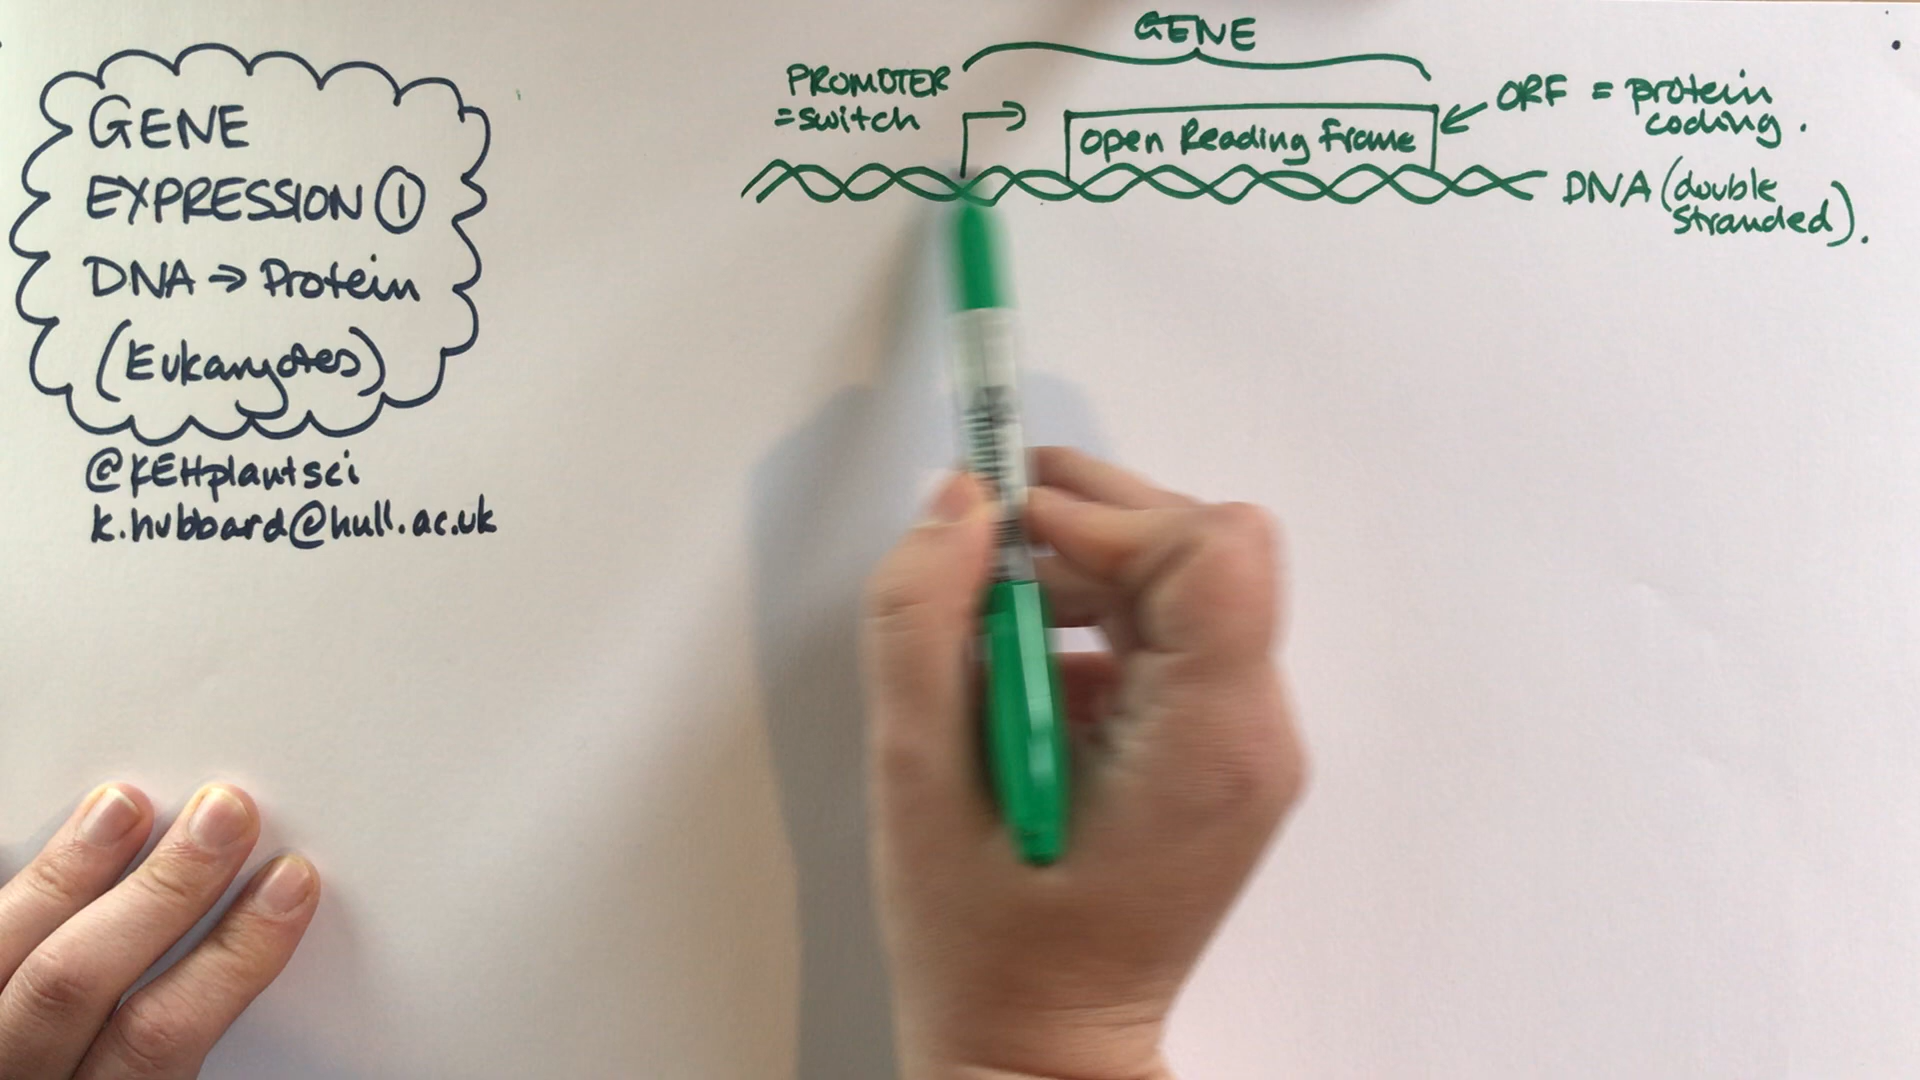 GENE
EXPRESSION ①
DNA → Protein
(Eukaryotes)
@KEHplantsci
k.hubbard@hull.ac.uk
GENE
PROMOTER
=switch
Open Reading Frame
ORF = protein
coding.
DNA (double
stranded).